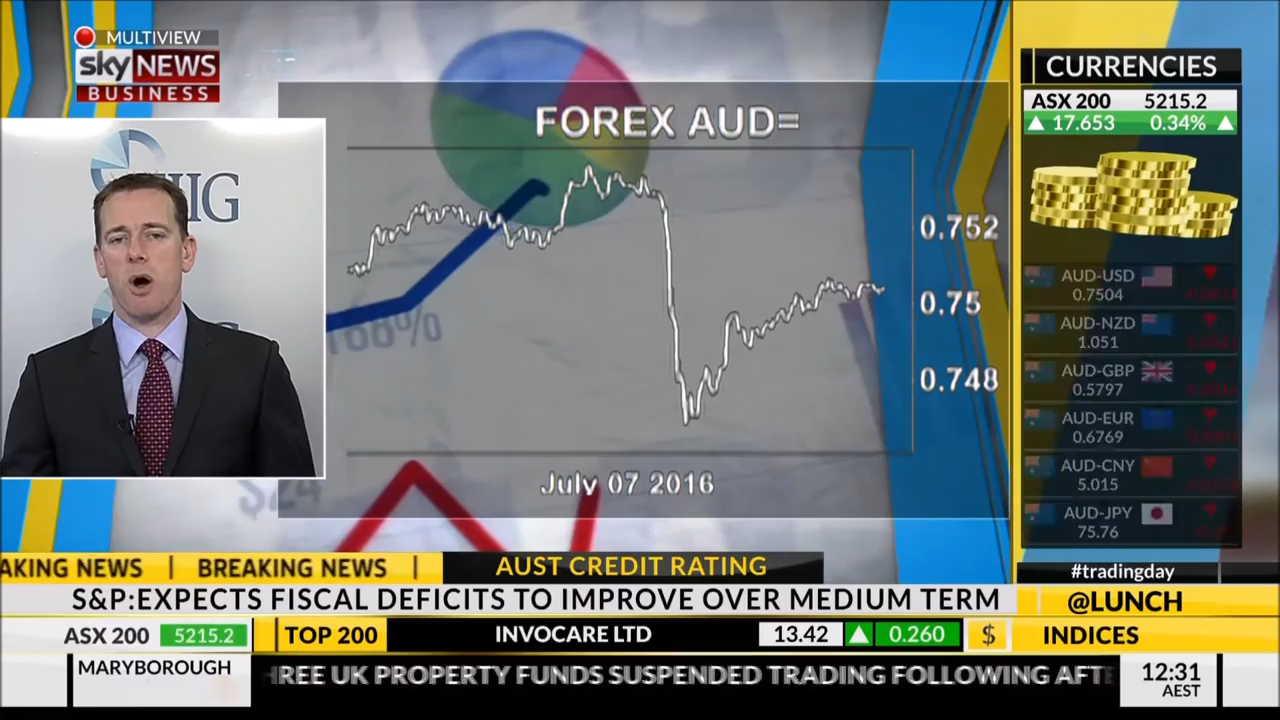 MULTIVIEW
sky NEWS
BUSINESS
IIG
FOREX AUD=
0.752
0.75
0.748
July 07 2016
166%
$24
CURRENCIES
ASX 200 5215.2
17.653 0.34%
AUD-USD
0.7504
AUD-NZD
1.051
AUD-GBP
0.5797
AUD-EUR
0.6769
AUD-CNY
5.015
AUD-JPY
75.76
#tradingday
@LUNCH
AKING NEWS | BREAKING NEWS |
AUST CREDIT RATING
S&P:EXPECTS FISCAL DEFICITS TO IMPROVE OVER MEDIUM TERM
ASX 200 5215.2 TOP 200 INVOCARE LTD 13.42 0.260 $ INDICES
MARYBOROUGH
HREE UK PROPERTY FUNDS SUSPENDED TRADING FOLLOWING AFT
12:31
AEST